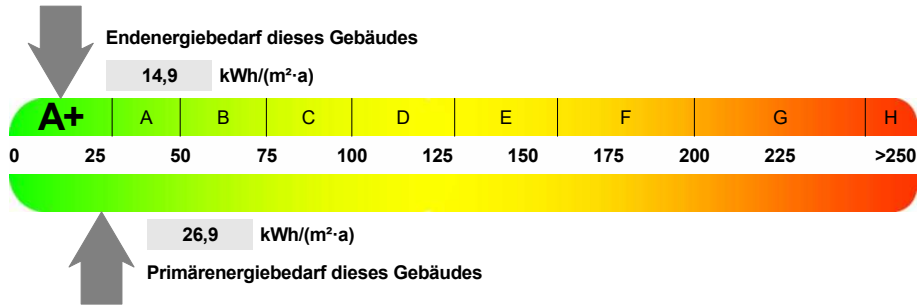 Endenergiebedarf dieses Gebäudes
14,9 kWh/(m²·a)
A+ A B C D E F G H
0 25 50 75 100 125 150 175 200 225 >250
26,9 kWh/(m²·a)
Primärenergiebedarf dieses Gebäudes